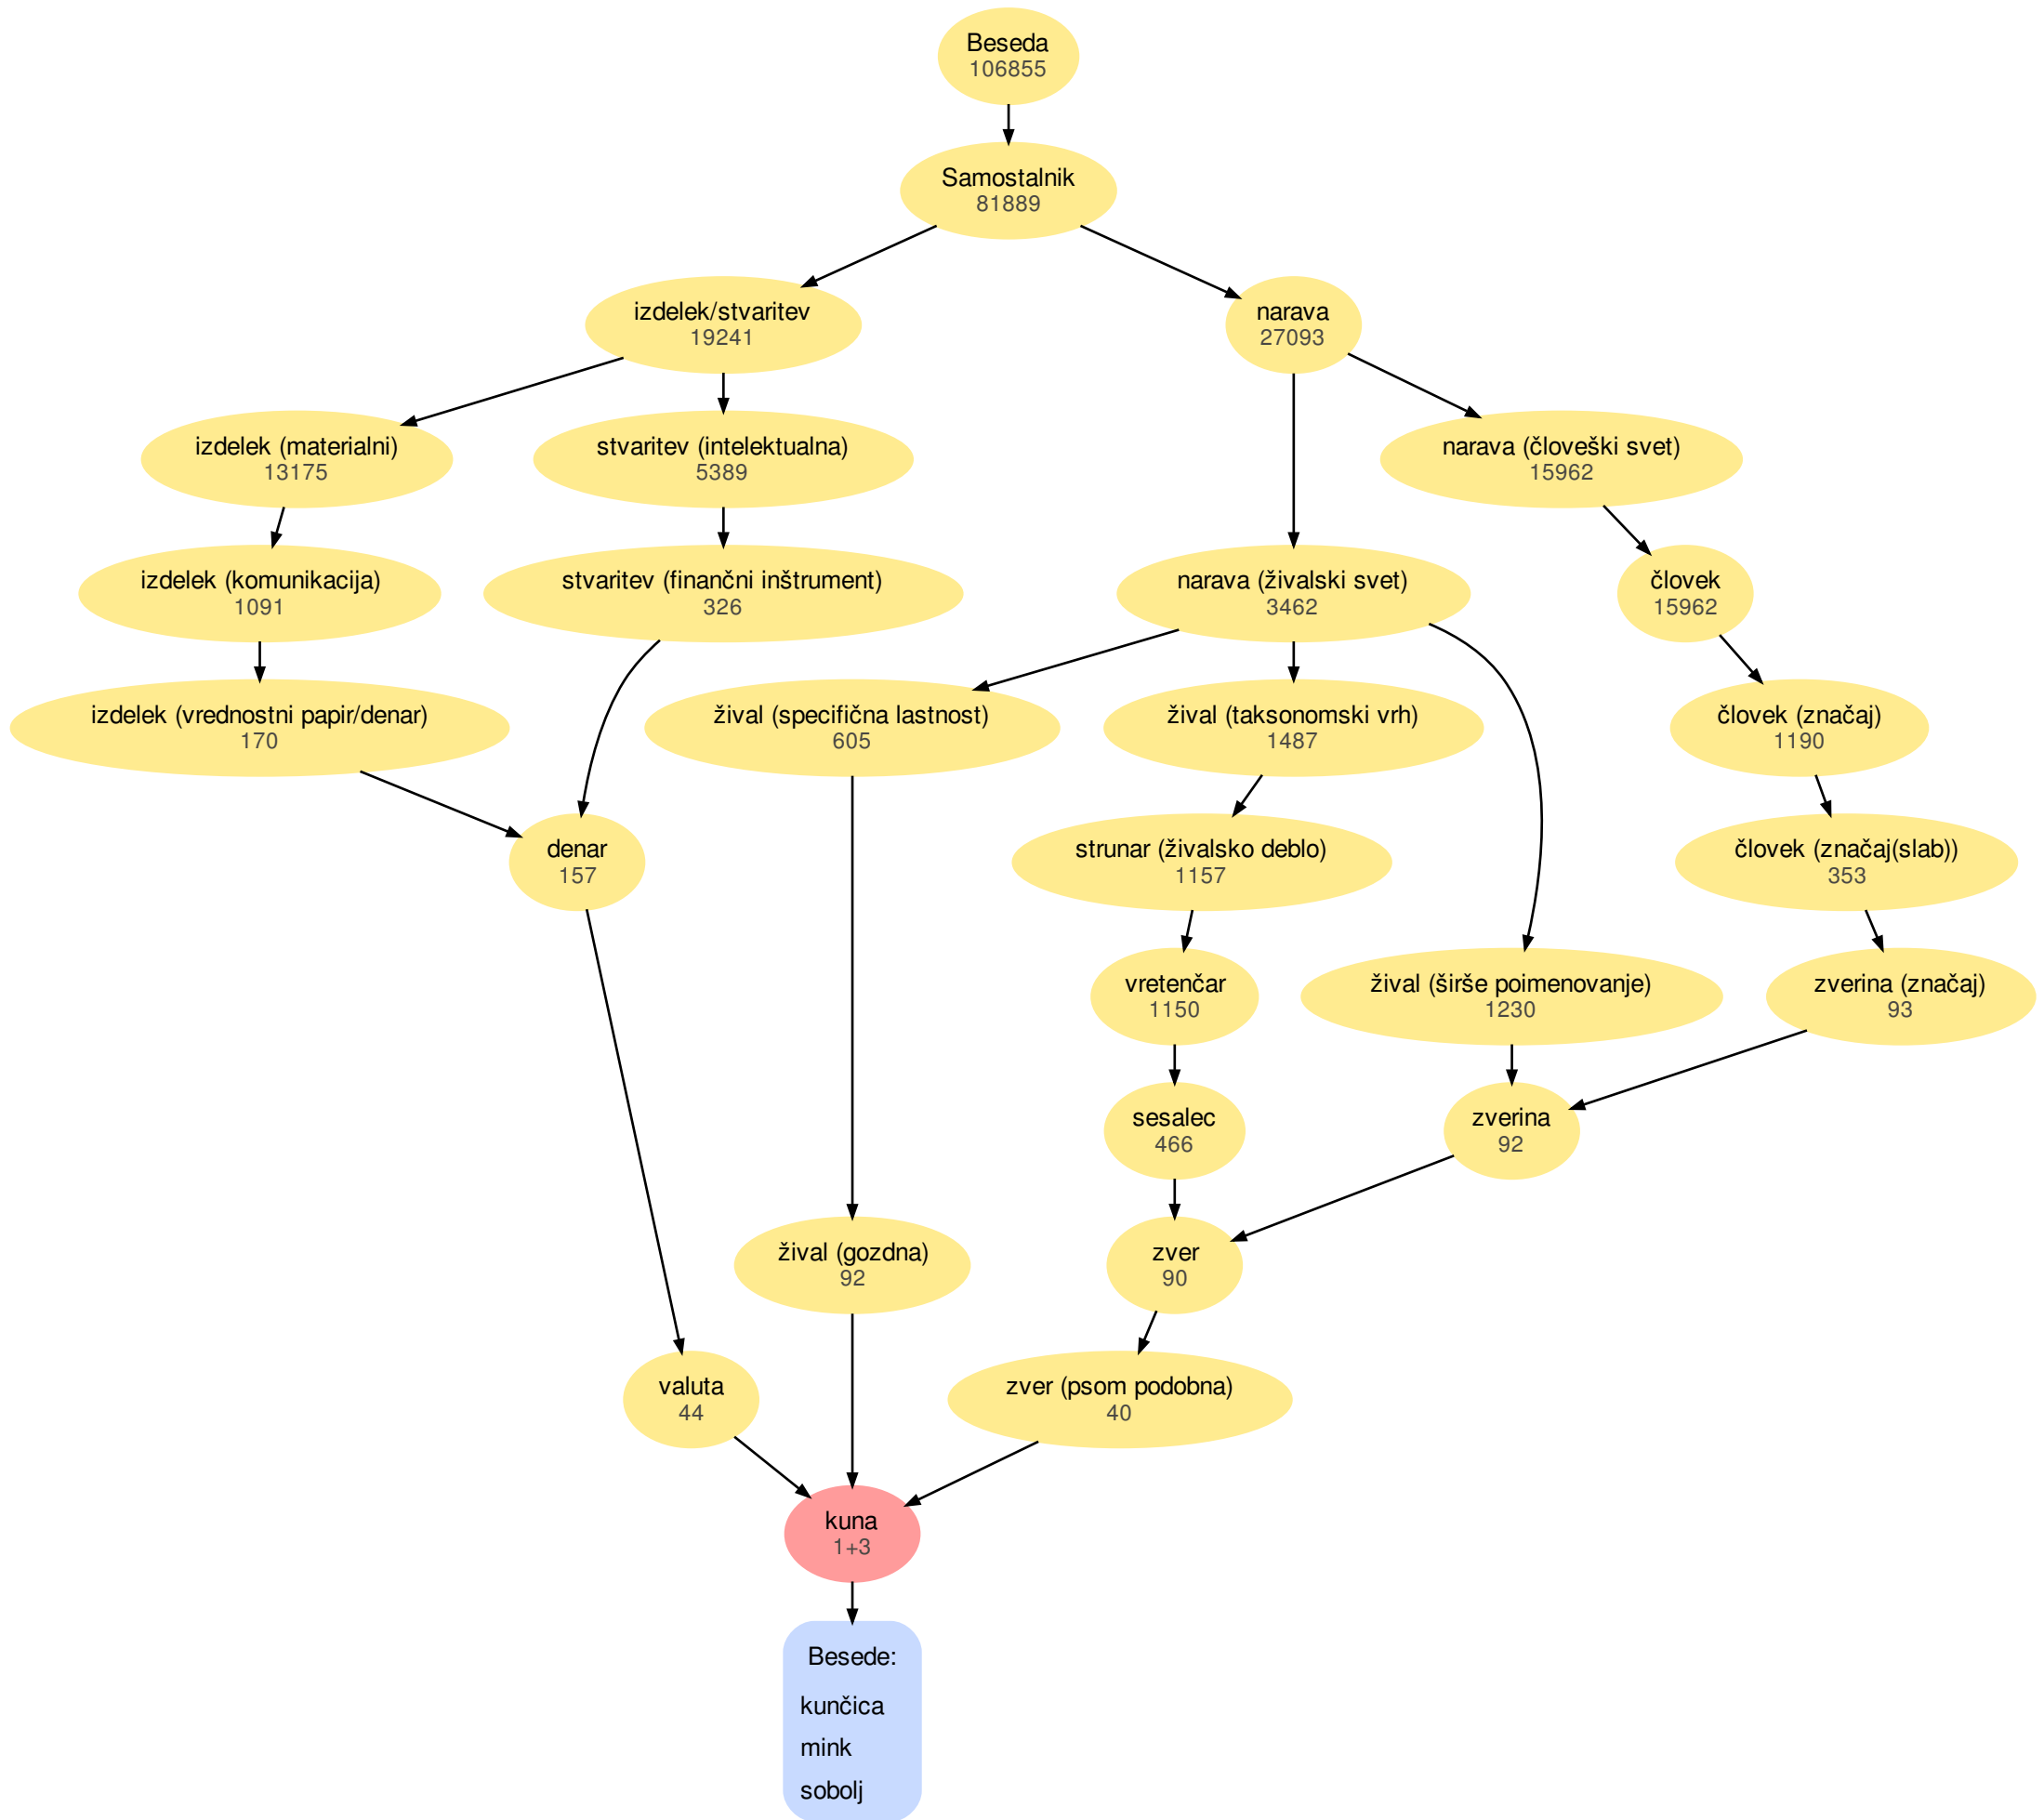 Beseda
106855
Samostalnik
81889
izdelek/stvaritev
19241
narava
27093
izdelek (materialni)
13175
stvaritev (intelektualna)
5389
narava (človeški svet)
15962
izdelek (komunikacija)
1091
stvaritev (finančni inštrument)
326
narava (živalski svet)
3462
človek
15962
izdelek (vrednostni papir/denar)
170
žival (specifična lastnost)
605
žival (taksonomski vrh)
1487
človek (značaj)
1190
denar
157
strunar (živalsko deblo)
1157
človek (značaj(slab))
353
vretenčar
1150
žival (širše poimenovanje)
1230
zverina (značaj)
93
sesalec
466
zverina
92
žival (gozdna)
92
zver
90
valuta
44
zver (psom podobna)
40
kuna
1+3
Besede:
kunčica
mink
sobolj